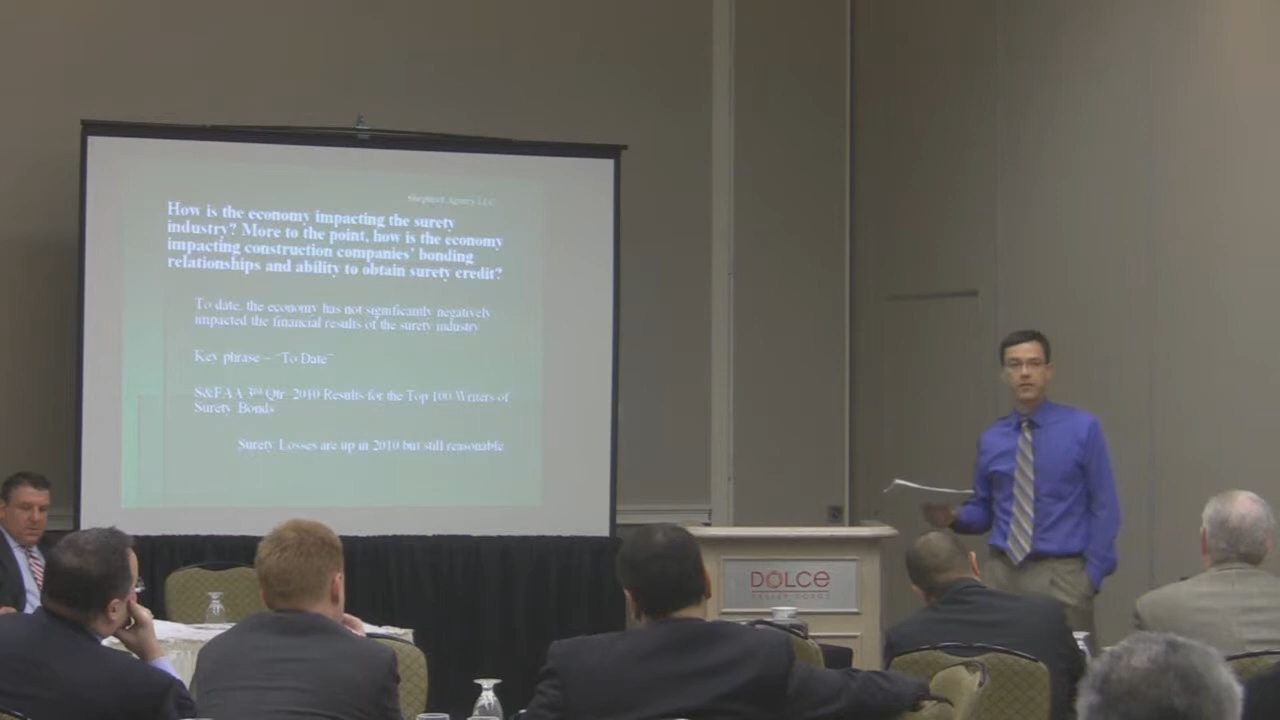 Agency LLC
How is the economy impacting the surety
industry? More to the point, how is the economy
impacting construction companies' bonding
relationships and ability to obtain surety credit?
To date, the economy has not significantly negatively
impacted the financial results of the surety industry
Key phrase – "To Date"
S&FAA 3rd Qtr. 2010 Results for the Top 100 Writers of
Surety Bonds
Surety Losses are up in 2010 but still reasonable
DOLCE
VALLEY FORGE